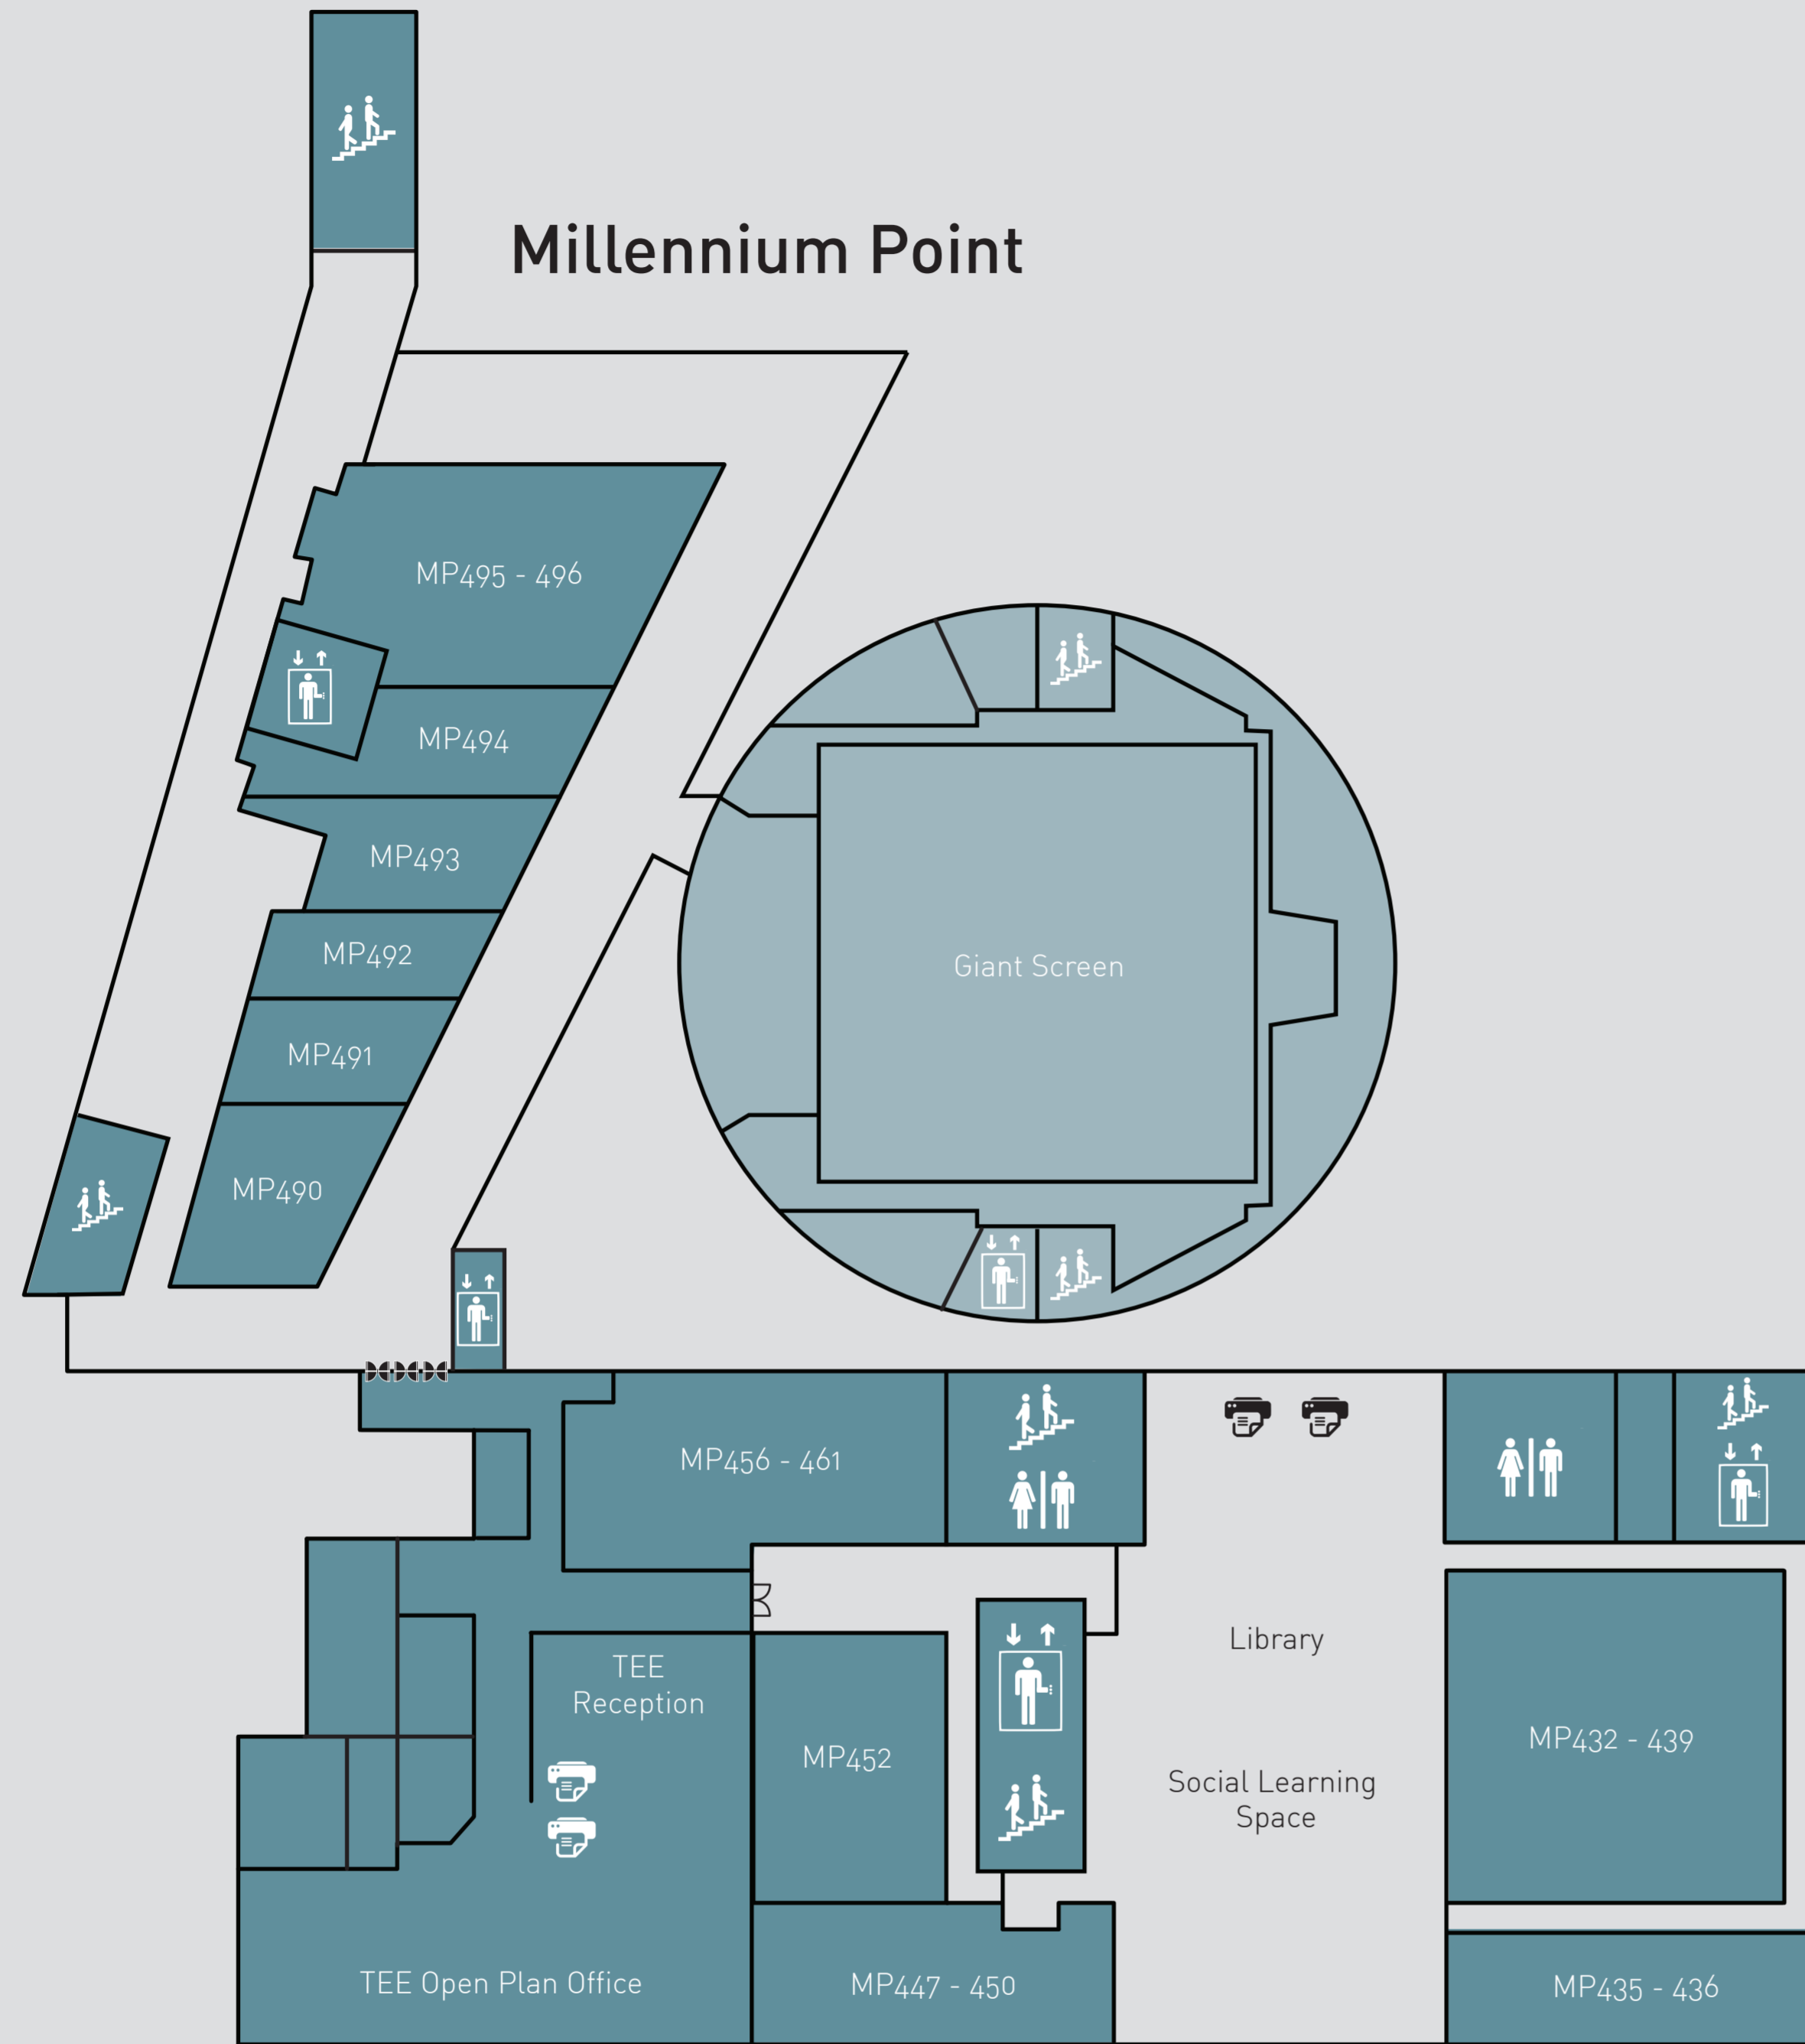 Millennium Point
MP495 - 496
MP494
MP493
MP492
Giant Screen
MP491
MP490
MP456 - 461
Library
TEE
Reception
MP452
MP432 - 439
Social Learning
Space
TEE Open Plan Office
MP447 - 450
MP435 - 436